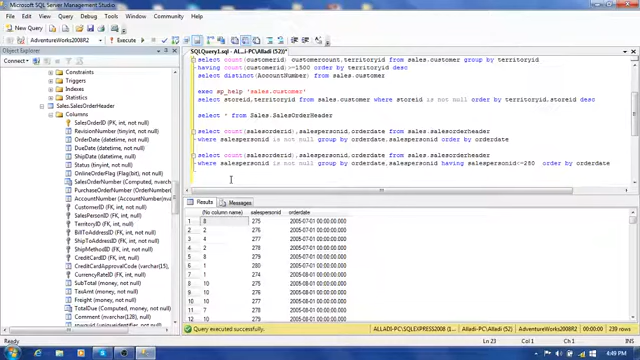 Microsoft SQL Server Management Studio
File Edit View Query Debug Tools Window Community Help
New Query
AdventureWorks2008R2 Execute
Object Explorer
SQLQuery1.sql - AL...i-PC\Alladi (52))*
Connect
Constraints
Triggers
Indexes
Statistics
Sales.SalesOrderHeader
Columns
SalesOrderID (PK, int, not null)
RevisionNumber (tinyint, not null)
OrderDate (datetime, not null)
DueDate (datetime, not null)
ShipDate (datetime, null)
Status (tinyint, not null)
OnlineOrderFlag (Flag(bit), not null)
SalesOrderNumber (Computed, nvarchar
PurchaseOrderNumber (OrderNumber
AccountNumber (AccountNumber
CustomerID (FK, int, not null)
SalesPersonID (FK, int, null)
TerritoryID (FK, int, null)
BillToAddressID (FK, int, not null)
ShipToAddressID (FK, int, not null)
ShipMethodID (FK, int, not null)
CreditCardID (FK, int, null)
CreditCardApprovalCode (varchar(15),
CurrencyRateID (FK, int, null)
SubTotal (money, not null)
TaxAmt (money, not null)
Freight (money, not null)
TotalDue (Computed, money, not null)
Comment (nvarchar(128), null)
rowguid (uniqueidentifier, not null)
select count(customerid) customercount,territoryid from sales.customer group by territoryid
having count(customerid)>=1500 order by territoryid desc
select distinct(AccountNumber) from sales.customer
exec sp_help 'sales.customer'
select storeid,territoryid from sales.customer where storeid is not null order by territoryid,storeid desc
select * from Sales.SalesOrderHeader
select count(salesorderid),salespersonid,orderdate from sales.salesorderheader
where salespersonid is not null group by orderdate,salespersonid order by orderdate
select count(salesorderid),salespersonid,orderdate from sales.salesorderheader
where salespersonid is not null group by orderdate,salespersonid having salespersonid<=280 order by orderdate
Results Messages
(No column name) salespersonid orderdate
1 8 275 2005-07-01 00:00:00.000
2 2 276 2005-07-01 00:00:00.000
3 4 277 2005-07-01 00:00:00.000
4 2 278 2005-07-01 00:00:00.000
5 8 279 2005-07-01 00:00:00.000
6 1 280 2005-07-01 00:00:00.000
7 1 274 2005-08-01 00:00:00.000
8 10 275 2005-08-01 00:00:00.000
9 10 276 2005-08-01 00:00:00.000
10 10 277 2005-08-01 00:00:00.000
11 7 278 2005-08-01 00:00:00.000
Query executed successfully. ALLADI-PC\SQLEXPRESS2008 (1... ALLADI-PC\Alladi (52) AdventureWorks2008R2 00:00:00 239 rows
Ready Ln 23 INS
4:49 PM